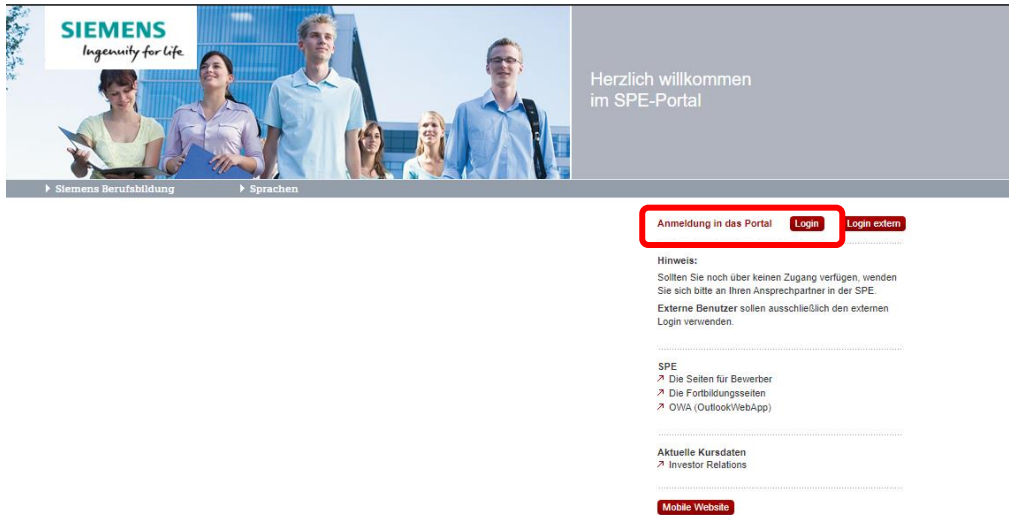 SIEMENS
Ingenuity for life
Herzlich willkommen
im SPE-Portal
Siemens Berufsbildung
Sprachen
Anmeldung in das Portal Login Login extern
Hinweis:
Sollten Sie noch über keinen Zugang verfügen, wenden
Sie sich bitte an Ihren Ansprechpartner in der SPE.
Externe Benutzer sollen ausschließlich den externen
Login verwenden.
SPE
Die Seiten für Bewerber
Die Fortbildungsseiten
OWA (OutlookWebApp)
Aktuelle Kursdaten
Investor Relations
Mobile Website